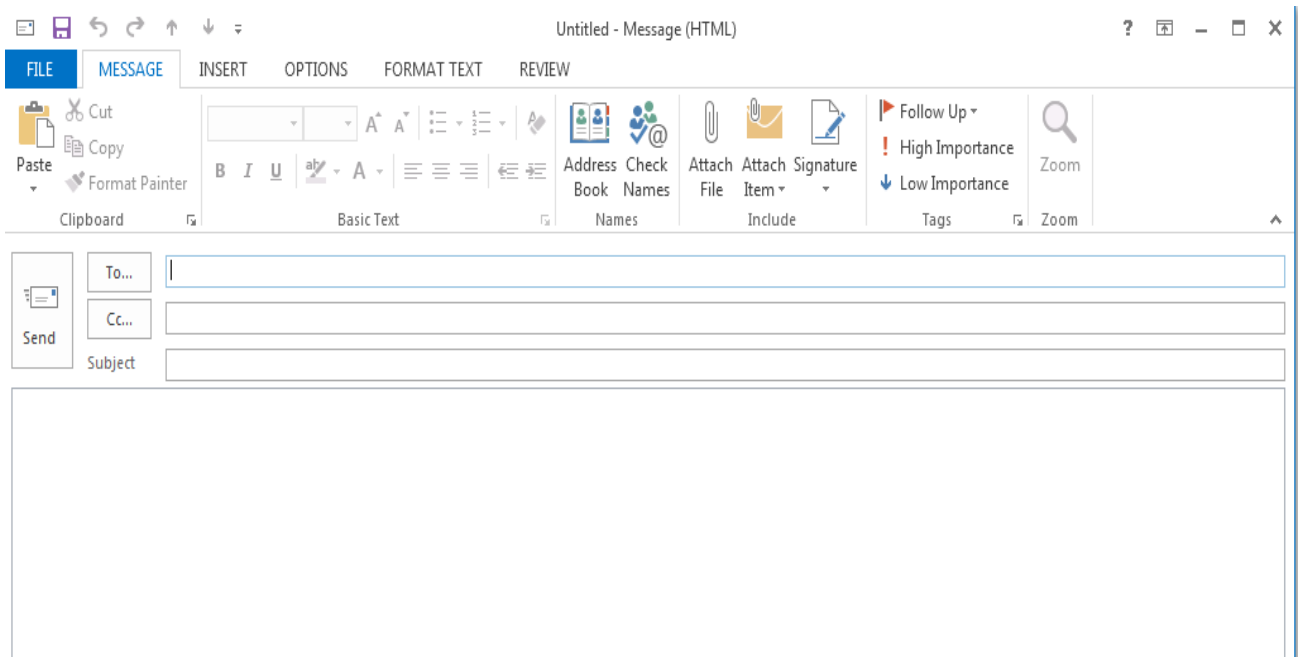 Untitled - Message (HTML)
FILE MESSAGE INSERT OPTIONS FORMAT TEXT REVIEW
Paste
Cut
Copy
Format Painter
Clipboard
B I U
Basic Text
Address Book
Check Names
Names
Attach File
Attach Item
Signature
Include
Follow Up
High Importance
Low Importance
Tags
Zoom
Zoom
Send
To...
Cc...
Subject